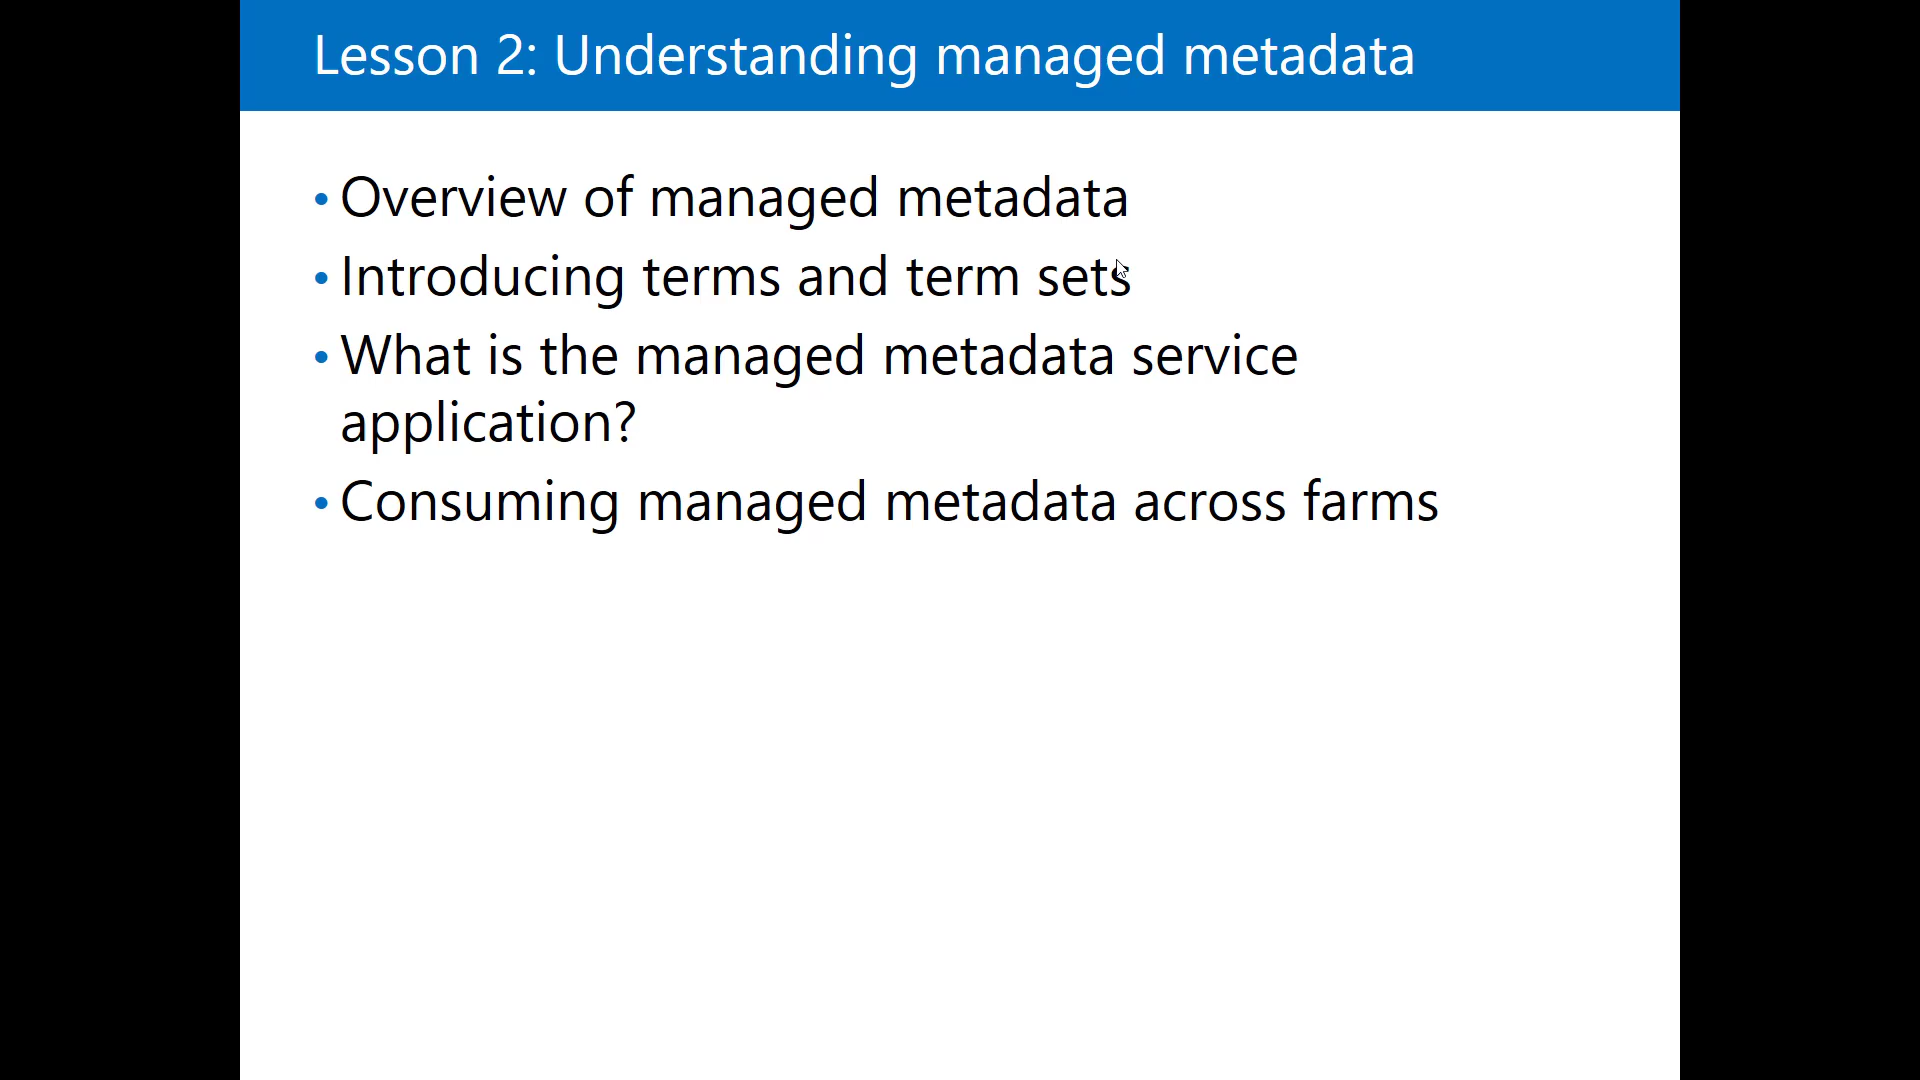 Lesson 2: Understanding managed metadata
• Overview of managed metadata
• Introducing terms and term sets
• What is the managed metadata service
application?
• Consuming managed metadata across farms